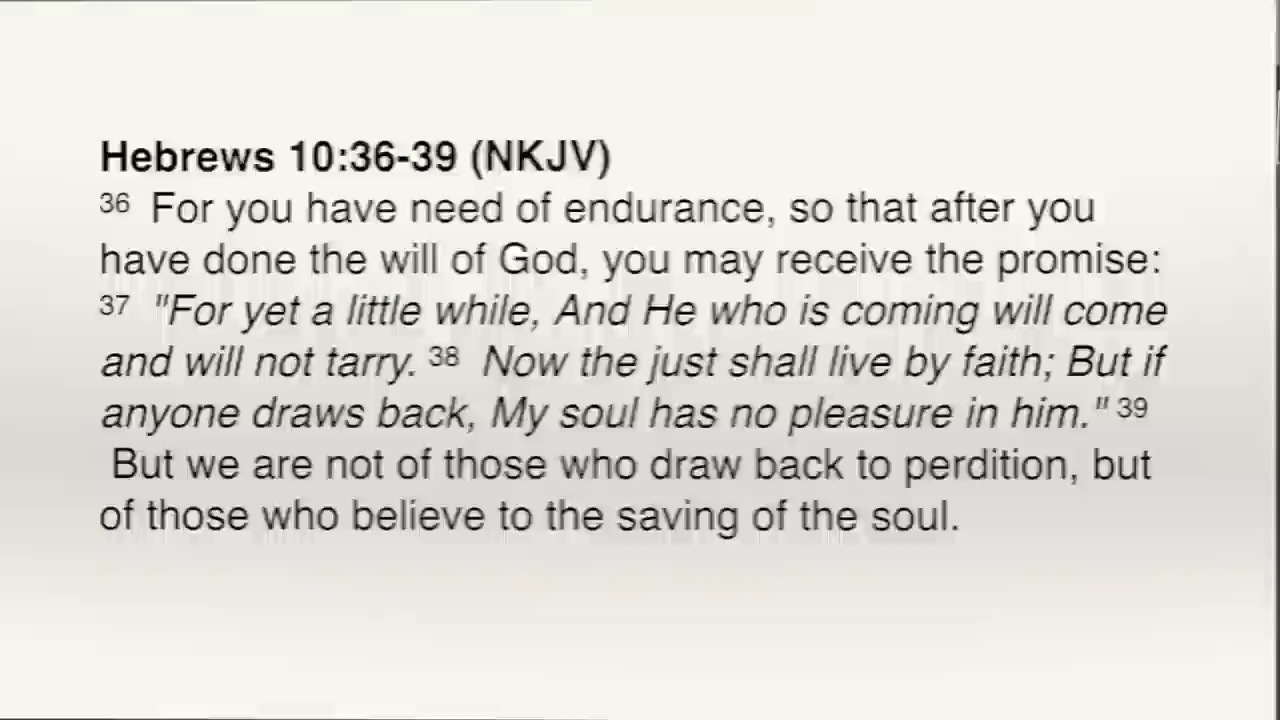 Hebrews 10:36-39 (NKJV)
36 For you have need of endurance, so that after you
have done the will of God, you may receive the promise:
37 "For yet a little while, And He who is coming will come
and will not tarry. 38 Now the just shall live by faith; But if
anyone draws back, My soul has no pleasure in him." 39
But we are not of those who draw back to perdition, but
of those who believe to the saving of the soul.